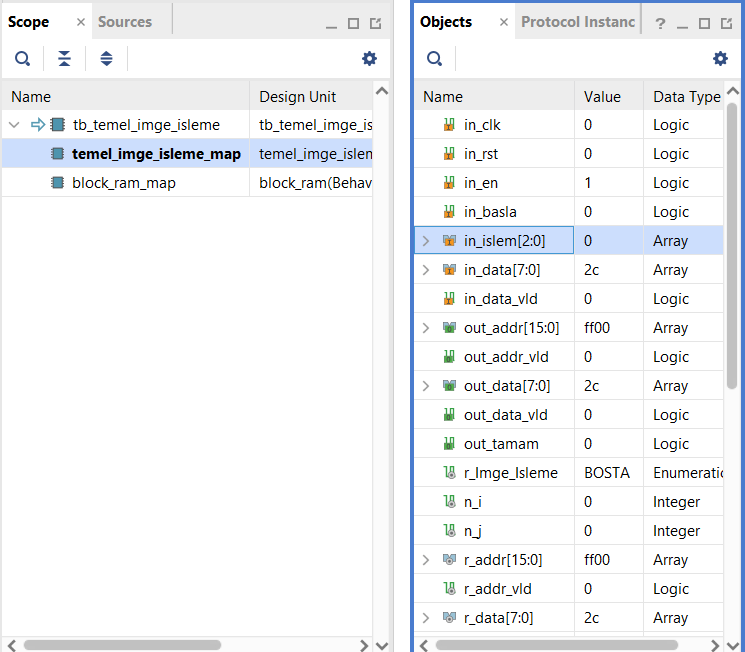 Scope × Sources
Name Design Unit
tb_temel_imge_isleme tb_temel_imge_is
temel_imge_isleme_map temel_imge_islem
block_ram_map block_ram(Behav
Objects × Protocol Instanc ?
Name Value Data Type
in_clk 0 Logic
in_rst 0 Logic
in_en 1 Logic
in_basla 0 Logic
in_islem[2:0] 0 Array
in_data[7:0] 2c Array
in_data_vld 0 Logic
out_addr[15:0] ff00 Array
out_addr_vld 0 Logic
out_data[7:0] 2c Array
out_data_vld 0 Logic
out_tamam 0 Logic
r_Imge_Isleme BOSTA Enumeratic
n_i 0 Integer
n_j 0 Integer
r_addr[15:0] ff00 Array
r_addr_vld 0 Logic
r_data[7:0] 2c Array